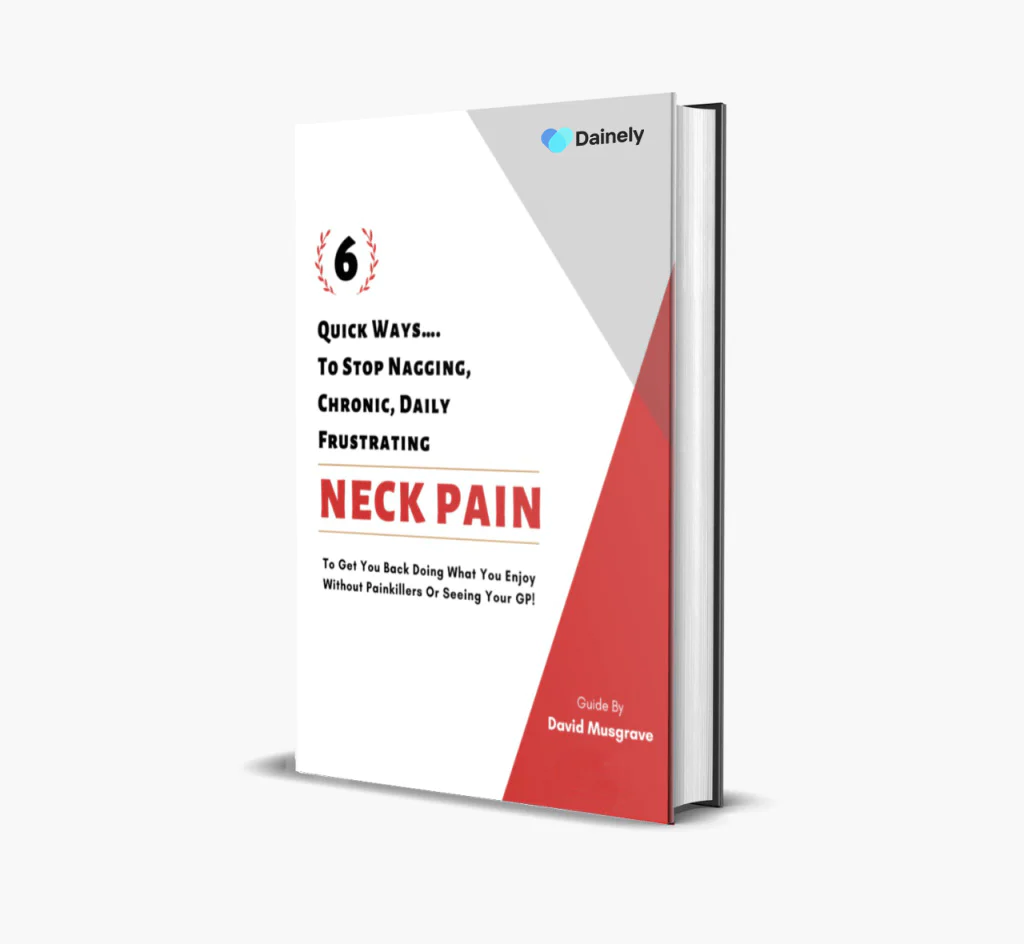 Dainely
6
Quick Ways....
To Stop Nagging,
Chronic, Daily
Frustrating
NECK PAIN
To Get You Back Doing What You Enjoy
Without Painkillers Or Seeing Your GP!
Guide By
David Musgrave